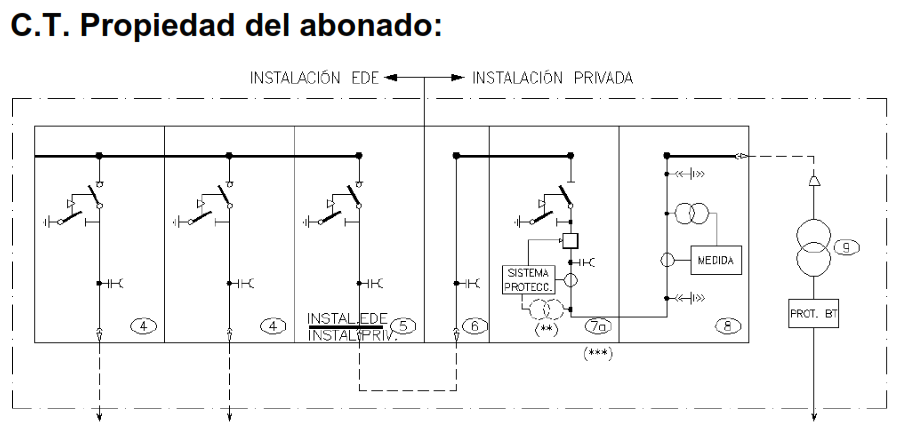 C.T. Propiedad del abonado:
INSTALACIÓN EDE
INSTALACIÓN PRIVADA
SISTEMA
PROTECC.
MEDIDA
9
PROT. BT
INSTAL.EDE
INSTAL.PRIV.
4
4
5
6
(**)
7a
8
(***)